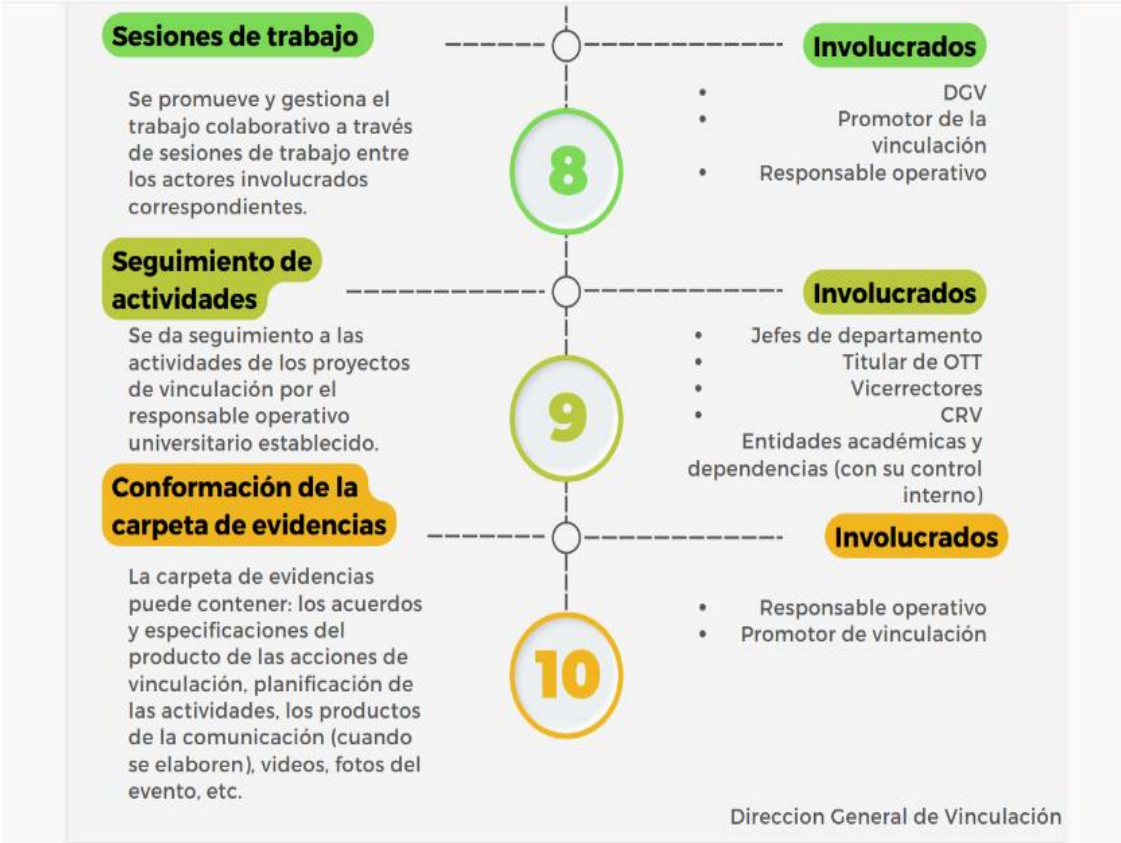 Sesiones de trabajo
Se promueve y gestiona el
trabajo colaborativo a través
de sesiones de trabajo entre
los actores involucrados
correspondientes.
8
Involucrados
• DGV
• Promotor de la
vinculación
• Responsable operativo
Seguimiento de
actividades
Se da seguimiento a las
actividades de los proyectos
de vinculación por el
responsable operativo
universitario establecido.
9
Involucrados
• Jefes de departamento
• Titular de OTT
• Vicerrectores
• CRV
Entidades académicas y
dependencias (con su control
interno)
Conformación de la
carpeta de evidencias
La carpeta de evidencias
puede contener: los acuerdos
y especificaciones del
producto de las acciones de
vinculación, planificación de
las actividades, los productos
de la comunicación (cuando
se elaboren), videos, fotos del
evento, etc.
10
Involucrados
• Responsable operativo
• Promotor de vinculación
Direccion General de Vinculación